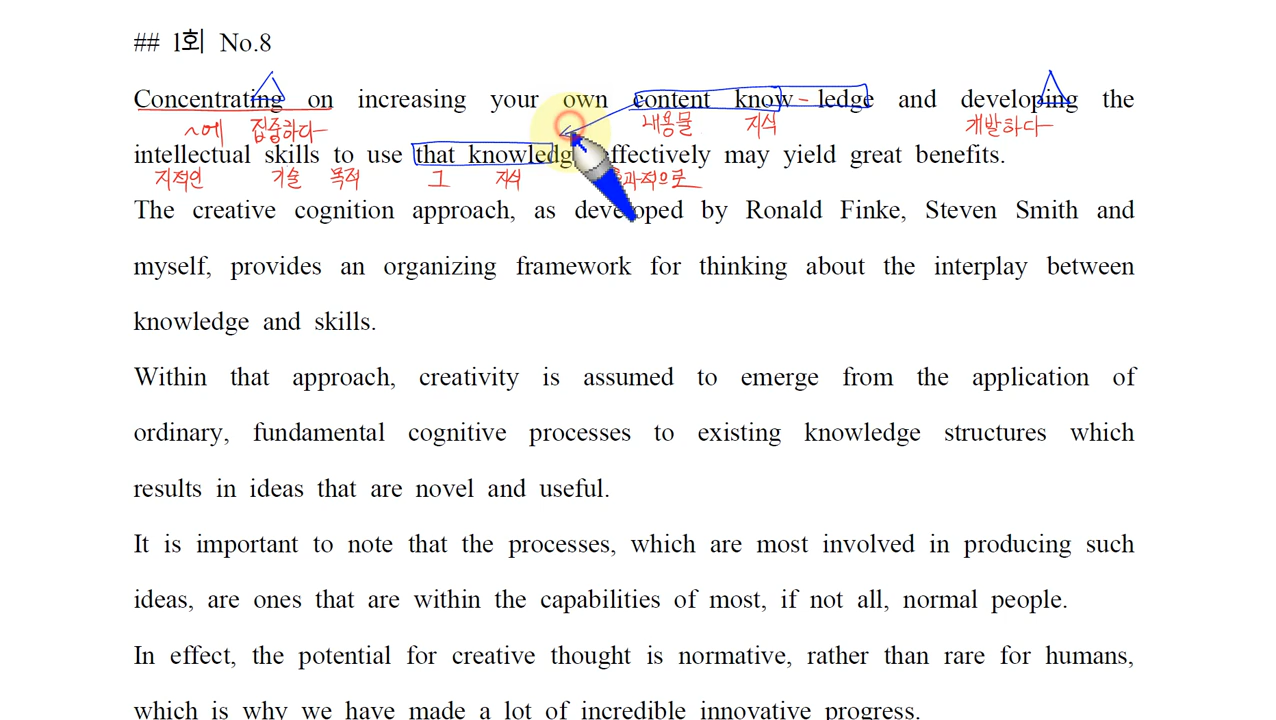 ## 1회 No.8
Concentrating on increasing your own content know - ledge and developing the
~에 집중하다 내용물 지식 개발하다
intellectual skills to use that knowledg effectively may yield great benefits.
지적인 기술 목적 그 지식 효과적으로
The creative cognition approach, as developed by Ronald Finke, Steven Smith and
myself, provides an organizing framework for thinking about the interplay between
knowledge and skills.
Within that approach, creativity is assumed to emerge from the application of
ordinary, fundamental cognitive processes to existing knowledge structures which
results in ideas that are novel and useful.
It is important to note that the processes, which are most involved in producing such
ideas, are ones that are within the capabilities of most, if not all, normal people.
In effect, the potential for creative thought is normative, rather than rare for humans,
which is why we have made a lot of incredible innovative progress.